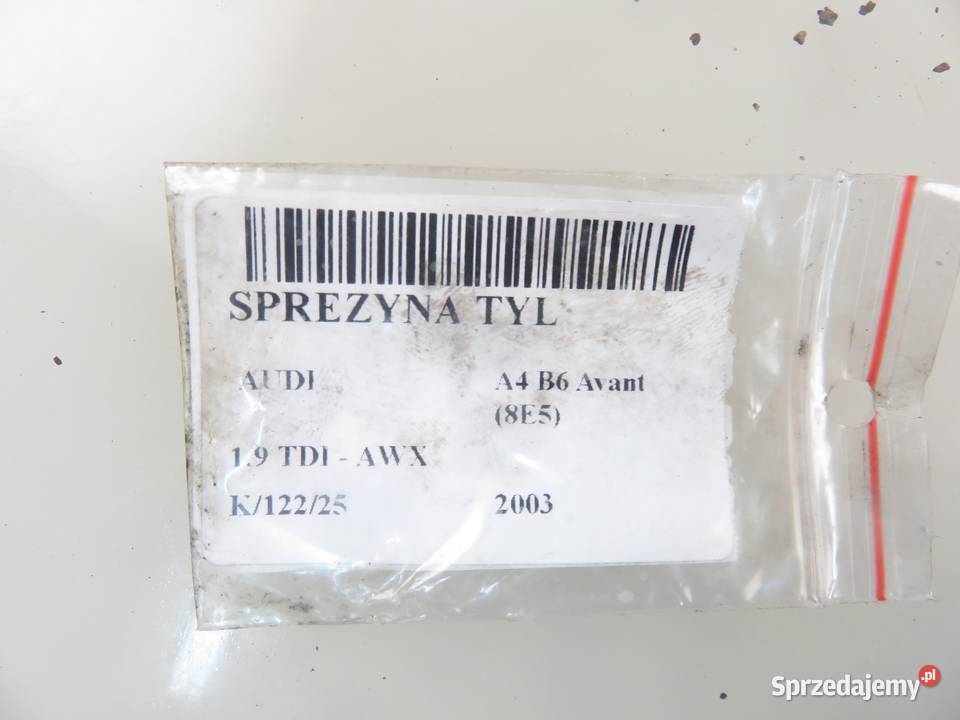 SPREZYNA TYL
AUDI
A4 B6 Avant
(8E5)
1.9 TDI - AWX
K/122/25
2003
Sprzedajemy.pl